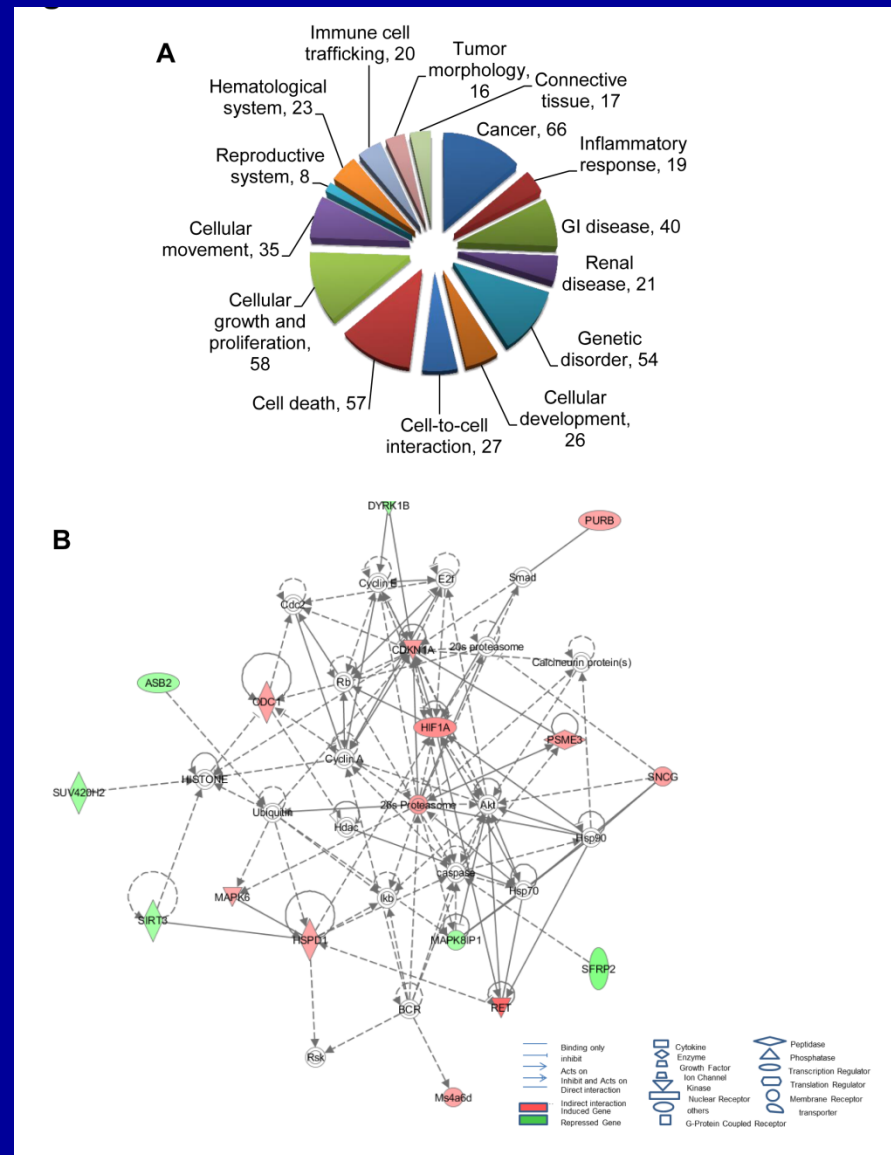 A
Immune cell
trafficking, 20
Tumor
morphology,
16
Connective
tissue, 17
Hematological
system, 23
Cancer, 66
Inflammatory
response, 19
Reproductive
system, 8
GI disease, 40
Cellular
movement, 35
Renal
disease, 21
Cellular
growth and
proliferation,
58
Genetic
disorder, 54
Cell death, 57
Cell-to-cell
interaction, 27
Cellular
development,
26
B
DYRK1B
PURB
Cyclin E
E2f
Smad
Cdc2
CDKN1A
20s proteasome
Calcineurin protein(s)
ASB2
Rb
CDC1
HIF1A
PSME3
Cyclin A
HISTONE
SNCG
SUV420H2
26s Proteasome
Akt
Ubiquitin
Hdac
Hsp90
caspase
Hsp70
MAPK6
Ikb
SIRT3
HSPD1
MAPK8IP1
SFRP2
BCR
RET
Rsk
Ms4a6d
Binding only
inhibit
Acts on
Inhibit and Acts on
Direct interaction
Indirect interaction
Induced Gene
Repressed Gene
Cytokine
Enzyme
Growth Factor
Ion Channel
Kinase
Nuclear Receptor
others
G-Protein Coupled Receptor
Peptidase
Phosphatase
Transcription Regulator
Translation Regulator
Membrane Receptor
transporter